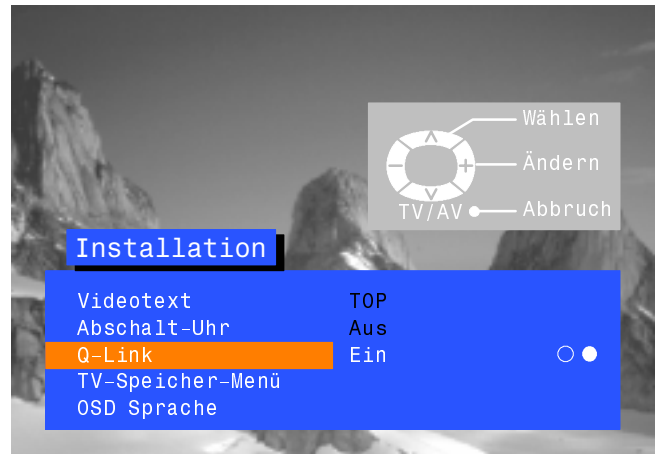 Wählen
Ändern
TV/AV Abbruch
Installation
Videotext TOP
Abschalt-Uhr Aus
Q-Link Ein
TV-Speicher-Menü
OSD Sprache